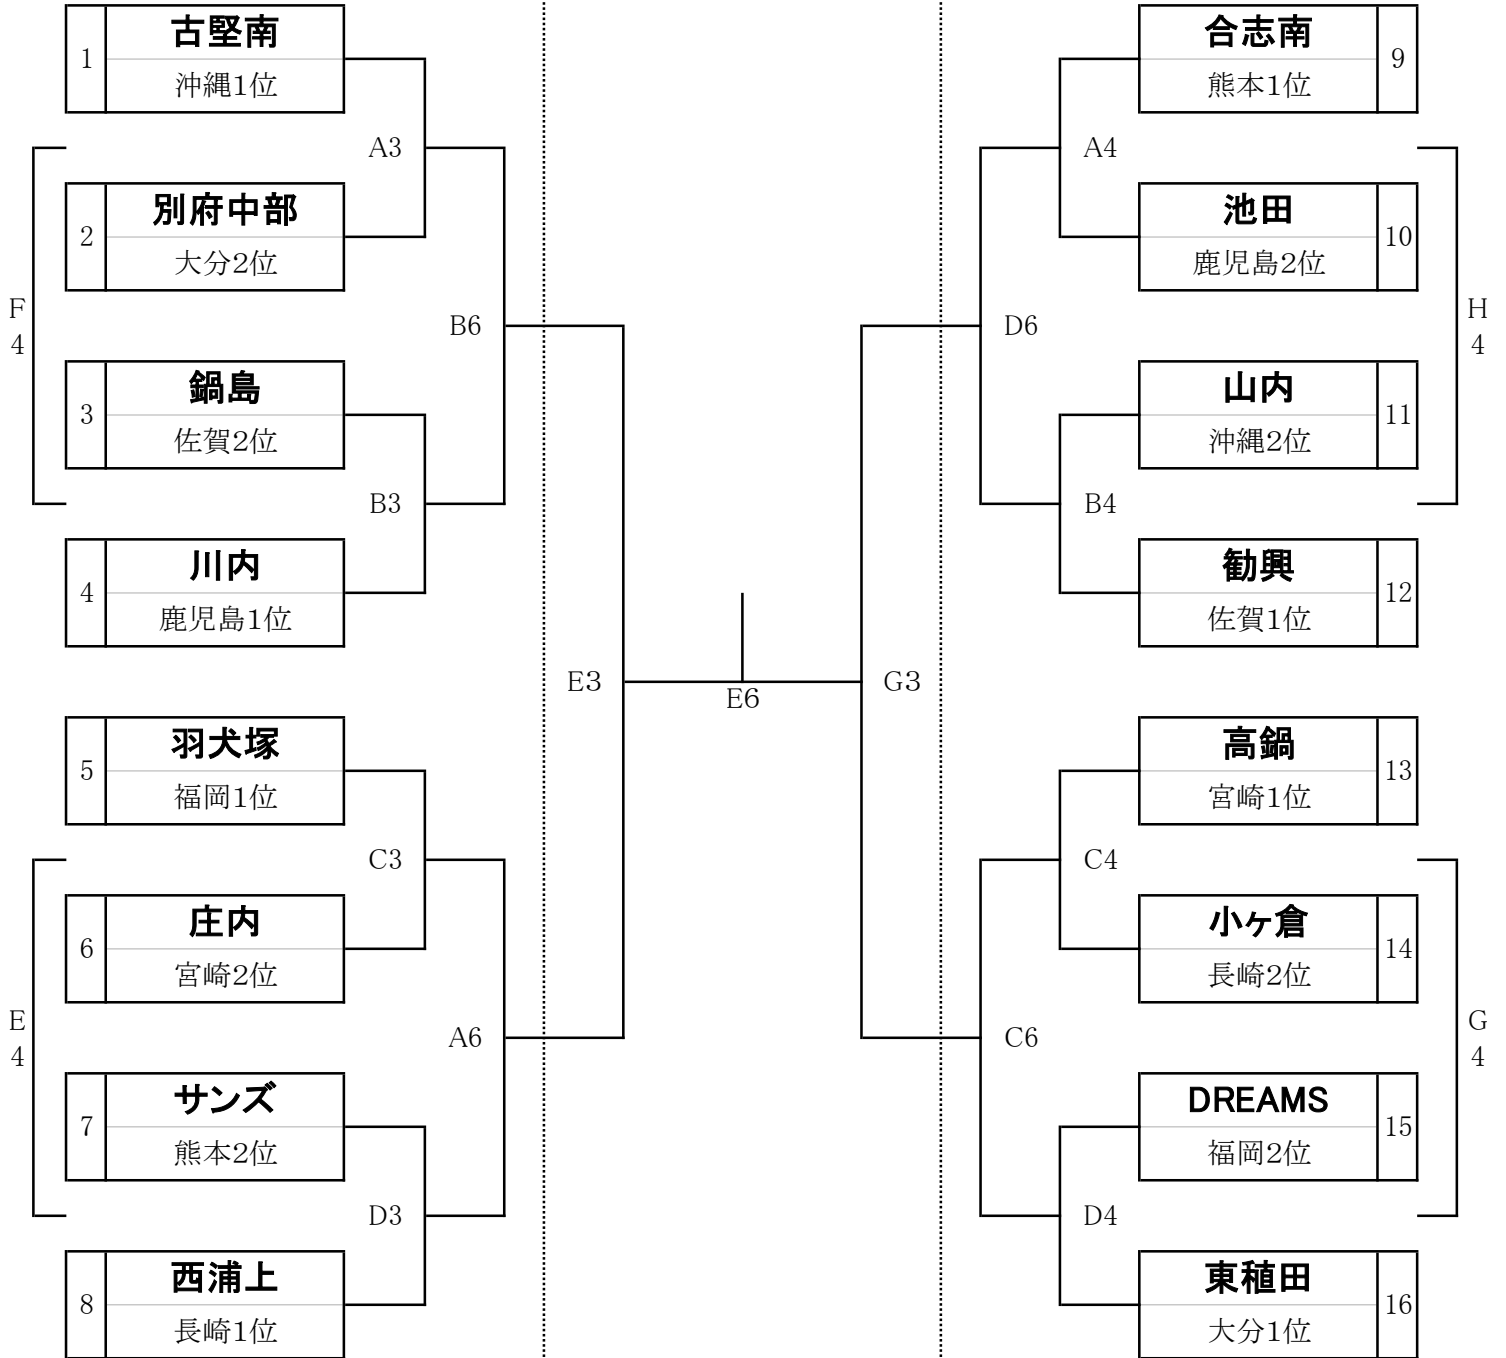 1
古堅南
沖縄1位
A3
2
別府中部
大分2位
F
4
B6
3
鍋島
佐賀2位
B3
4
川内
鹿児島1位
E3
5
羽犬塚
福岡1位
C3
6
庄内
宮崎2位
E
4
A6
7
サンズ
熊本2位
D3
8
西浦上
長崎1位
E6
合志南
9
熊本1位
A4
池田
10
鹿児島2位
H
4
D6
山内
11
沖縄2位
B4
勧興
12
佐賀1位
G3
高鍋
13
宮崎1位
C4
小ヶ倉
14
長崎2位
G
4
C6
DREAMS
15
福岡2位
D4
東稙田
16
大分1位